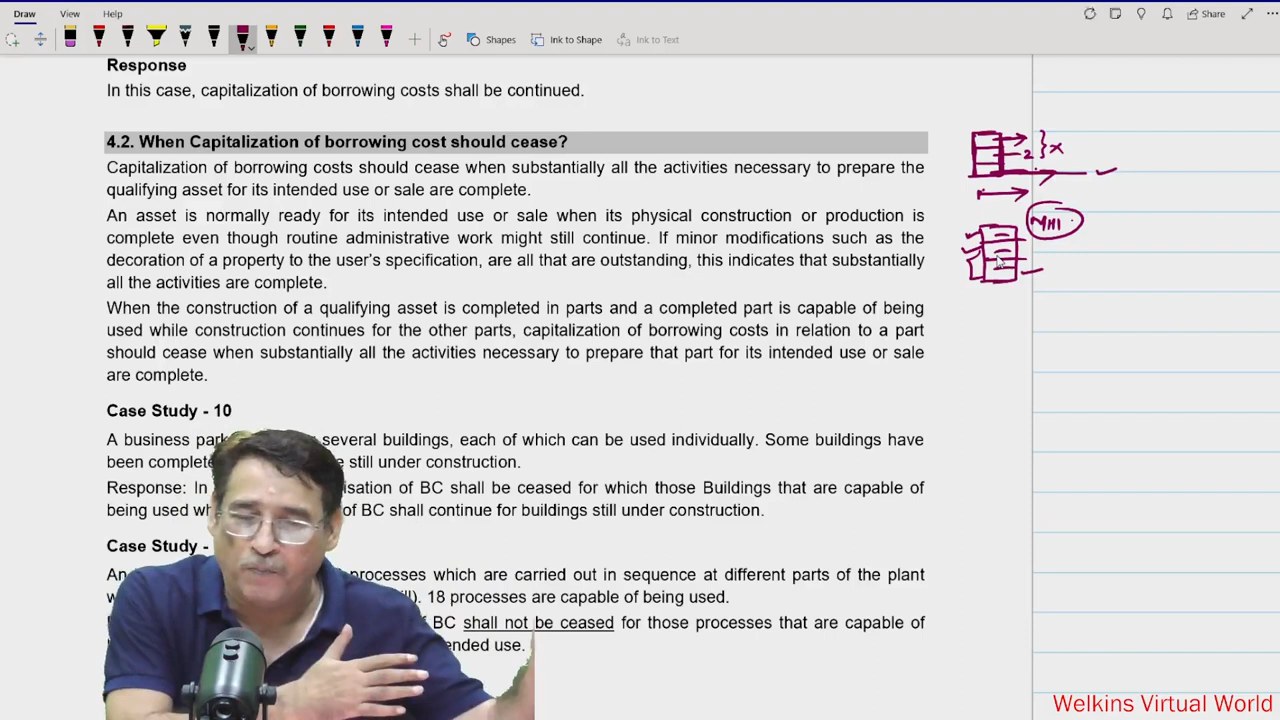 Draw View Help
Share
Shapes Ink to Shape Ink to Text
Response
In this case, capitalization of borrowing costs shall be continued.
4.2. When Capitalization of borrowing cost should cease?
Capitalization of borrowing costs should cease when substantially all the activities necessary to prepare the
qualifying asset for its intended use or sale are complete.
An asset is normally ready for its intended use or sale when its physical construction or production is
complete even though routine administrative work might still continue. If minor modifications such as the
decoration of a property to the user's specification, are all that are outstanding, this indicates that substantially
all the activities are complete.
When the construction of a qualifying asset is completed in parts and a completed part is capable of being
used while construction continues for the other parts, capitalization of borrowing costs in relation to a part
should cease when substantially all the activities necessary to prepare that part for its intended use or sale
are complete.
Case Study - 10
A business several buildings, each of which can be used individually. Some buildings have
been still under construction.
Response: In of BC shall be ceased for which those Buildings that are capable of
being used of BC shall continue for buildings still under construction.
Case Study -
processes which are carried out in sequence at different parts of the plant
18 processes are capable of being used.
BC shall not be ceased for those processes that are capable of
use.
2 } x
Welkins Virtual World